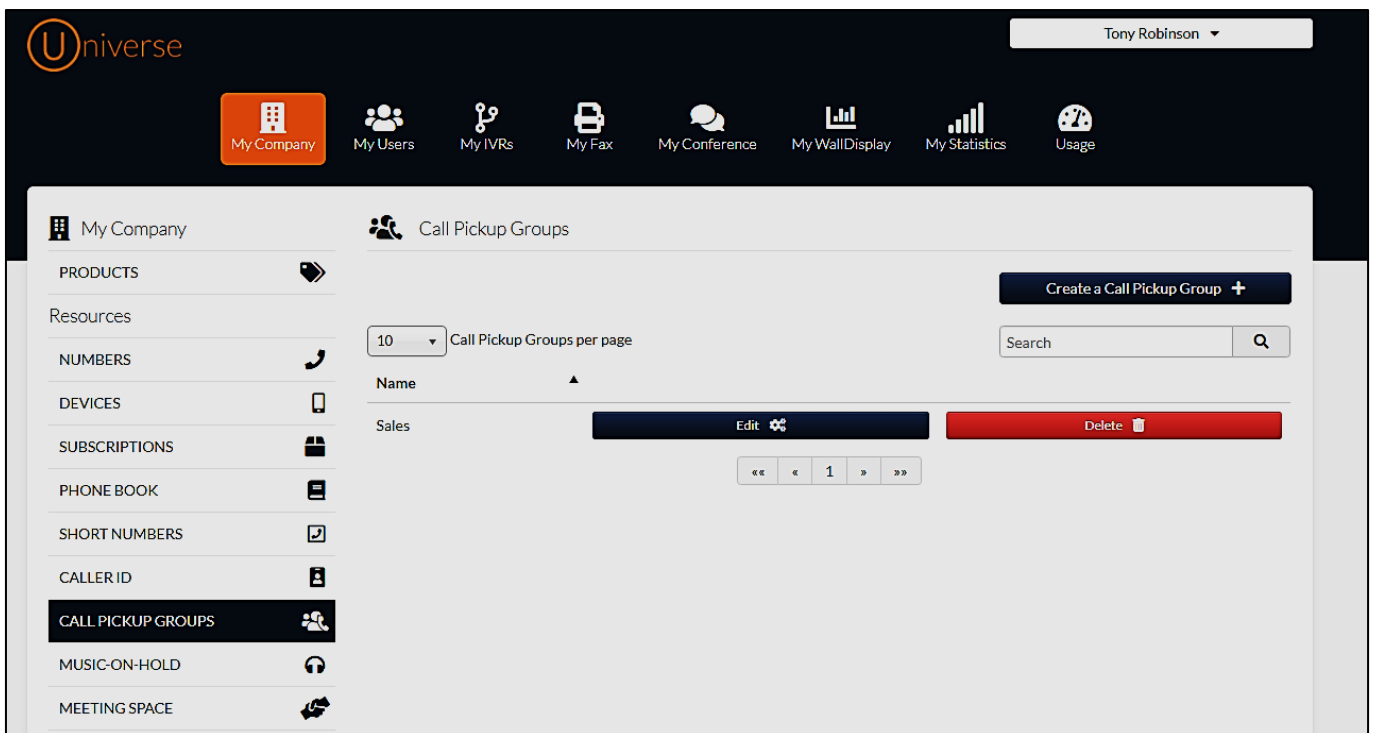 Universe
Tony Robinson
My Company
My Users
My IVRs
My Fax
My Conference
My WallDisplay
My Statistics
Usage
My Company
PRODUCTS
Resources
NUMBERS
DEVICES
SUBSCRIPTIONS
PHONE BOOK
SHORT NUMBERS
CALLER ID
CALL PICKUP GROUPS
MUSIC-ON-HOLD
MEETING SPACE
Call Pickup Groups
Create a Call Pickup Group +
10 Call Pickup Groups per page
Search
Name
Sales Edit Delete
«« « 1 » »»